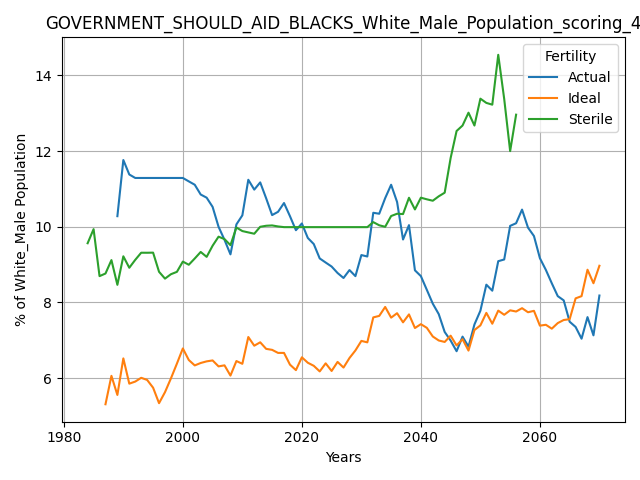 GOVERNMENT_SHOULD_AID_BLACKS_White_Male_Population_scoring_4
Fertility
Actual
Ideal
Sterile
% of White_Male Population
14
12
10
8
6
1980 2000 2020 2040 2060
Years